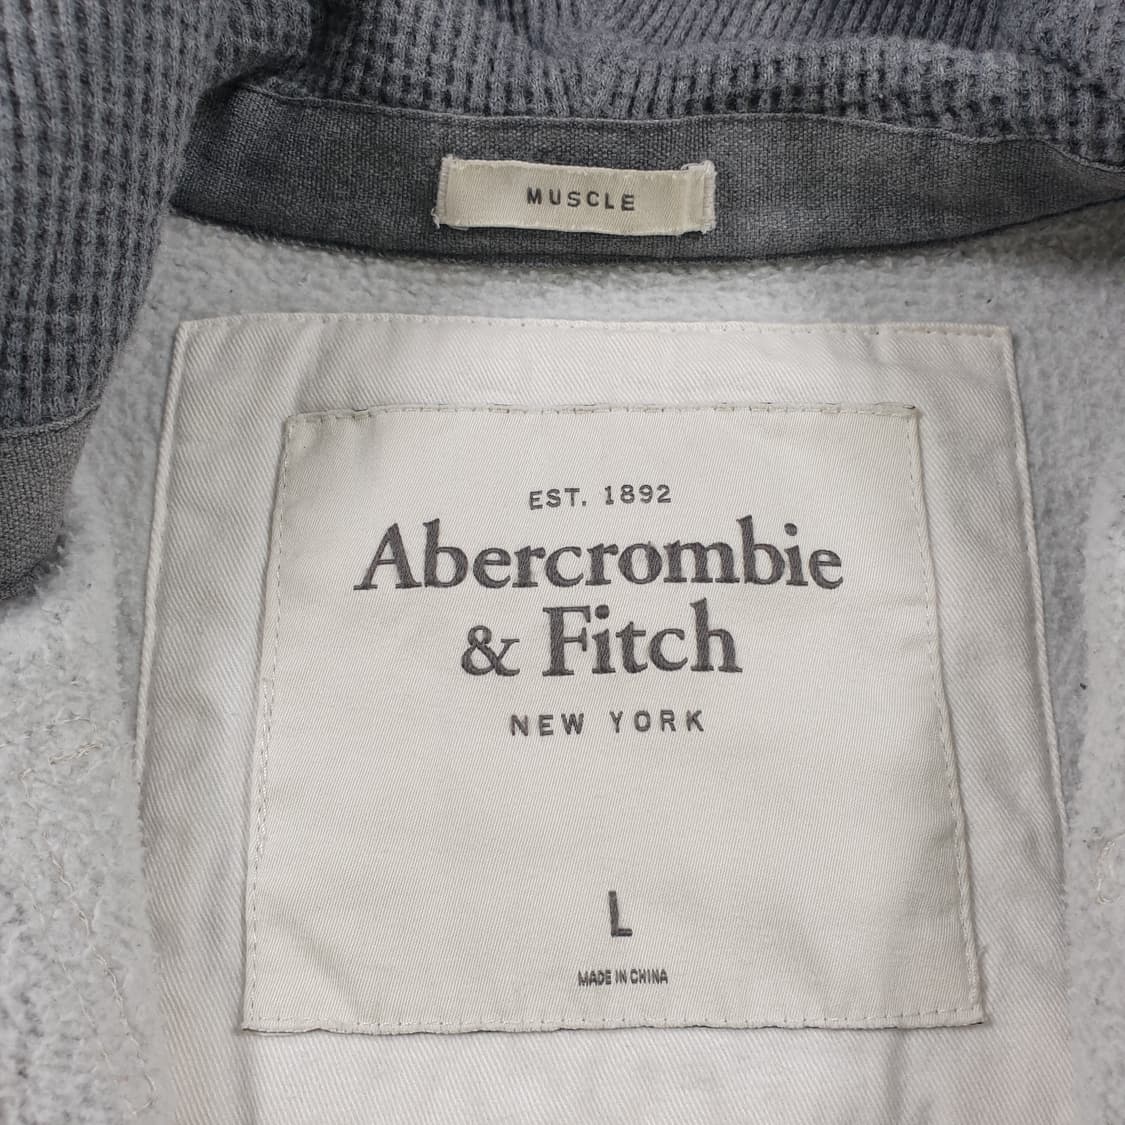 MUSCLE
EST. 1892
Abercrombie
& Fitch
NEW YORK
L
MADE IN CHINA